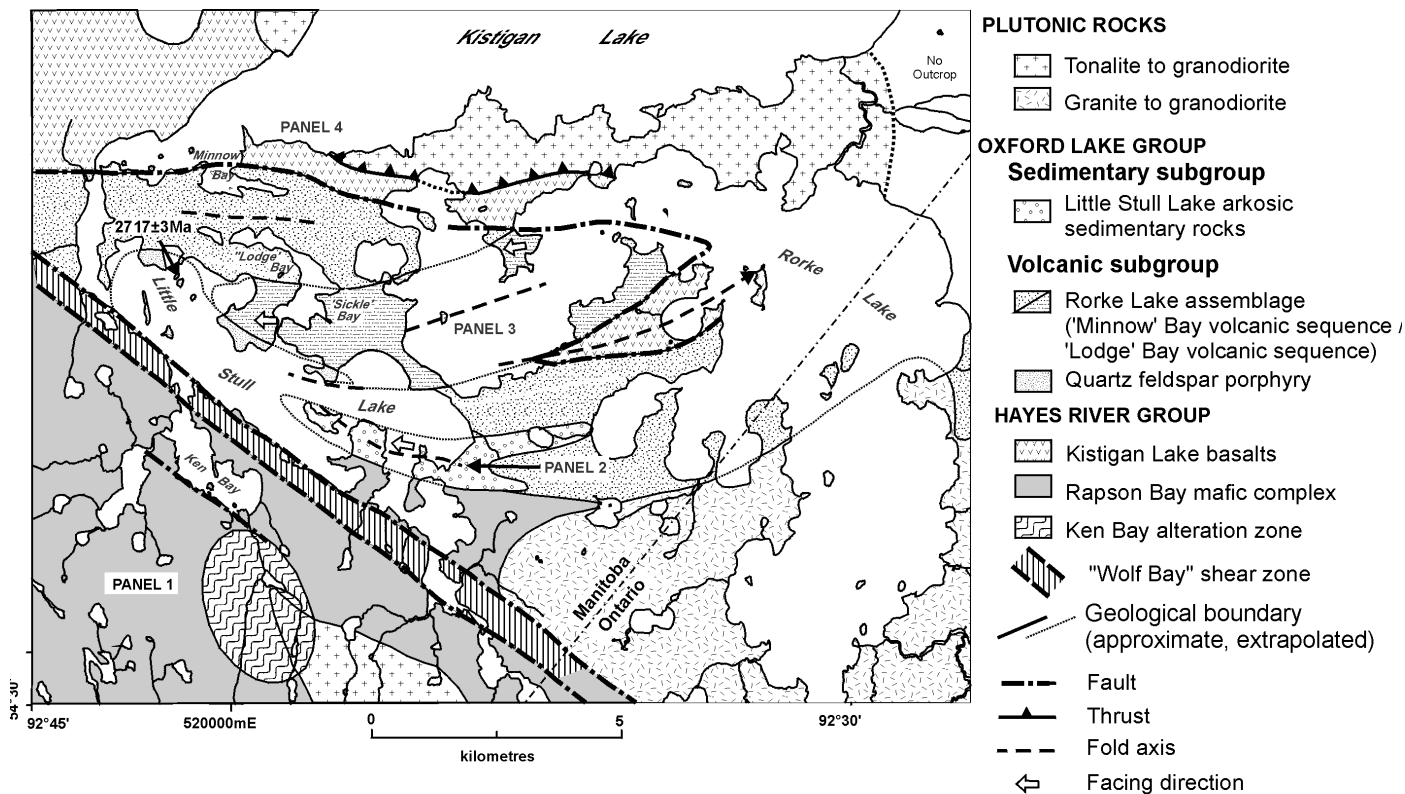 Kistigan Lake
No
Outcrop
PANEL 4
Minnow
Bay
2717±3Ma
"Lodge'
Bay
Little
'Sickle'
Bay
PANEL 3
Rorke
Lake
Stull
Lake
PANEL 2
Ken
Bay
PANEL 1
Manitoba
Ontario
54°30'
92°45'
520000mE
0
5
92°30'
kilometres
PLUTONIC ROCKS
Tonalite to granodiorite
Granite to granodiorite
OXFORD LAKE GROUP
Sedimentary subgroup
Little Stull Lake arkosic
sedimentary rocks
Volcanic subgroup
Rorke Lake assemblage
('Minnow' Bay volcanic sequence /
'Lodge' Bay volcanic sequence)
Quartz feldspar porphyry
HAYES RIVER GROUP
Kistigan Lake basalts
Rapson Bay mafic complex
Ken Bay alteration zone
"Wolf Bay" shear zone
Geological boundary
(approximate, extrapolated)
Fault
Thrust
Fold axis
Facing direction